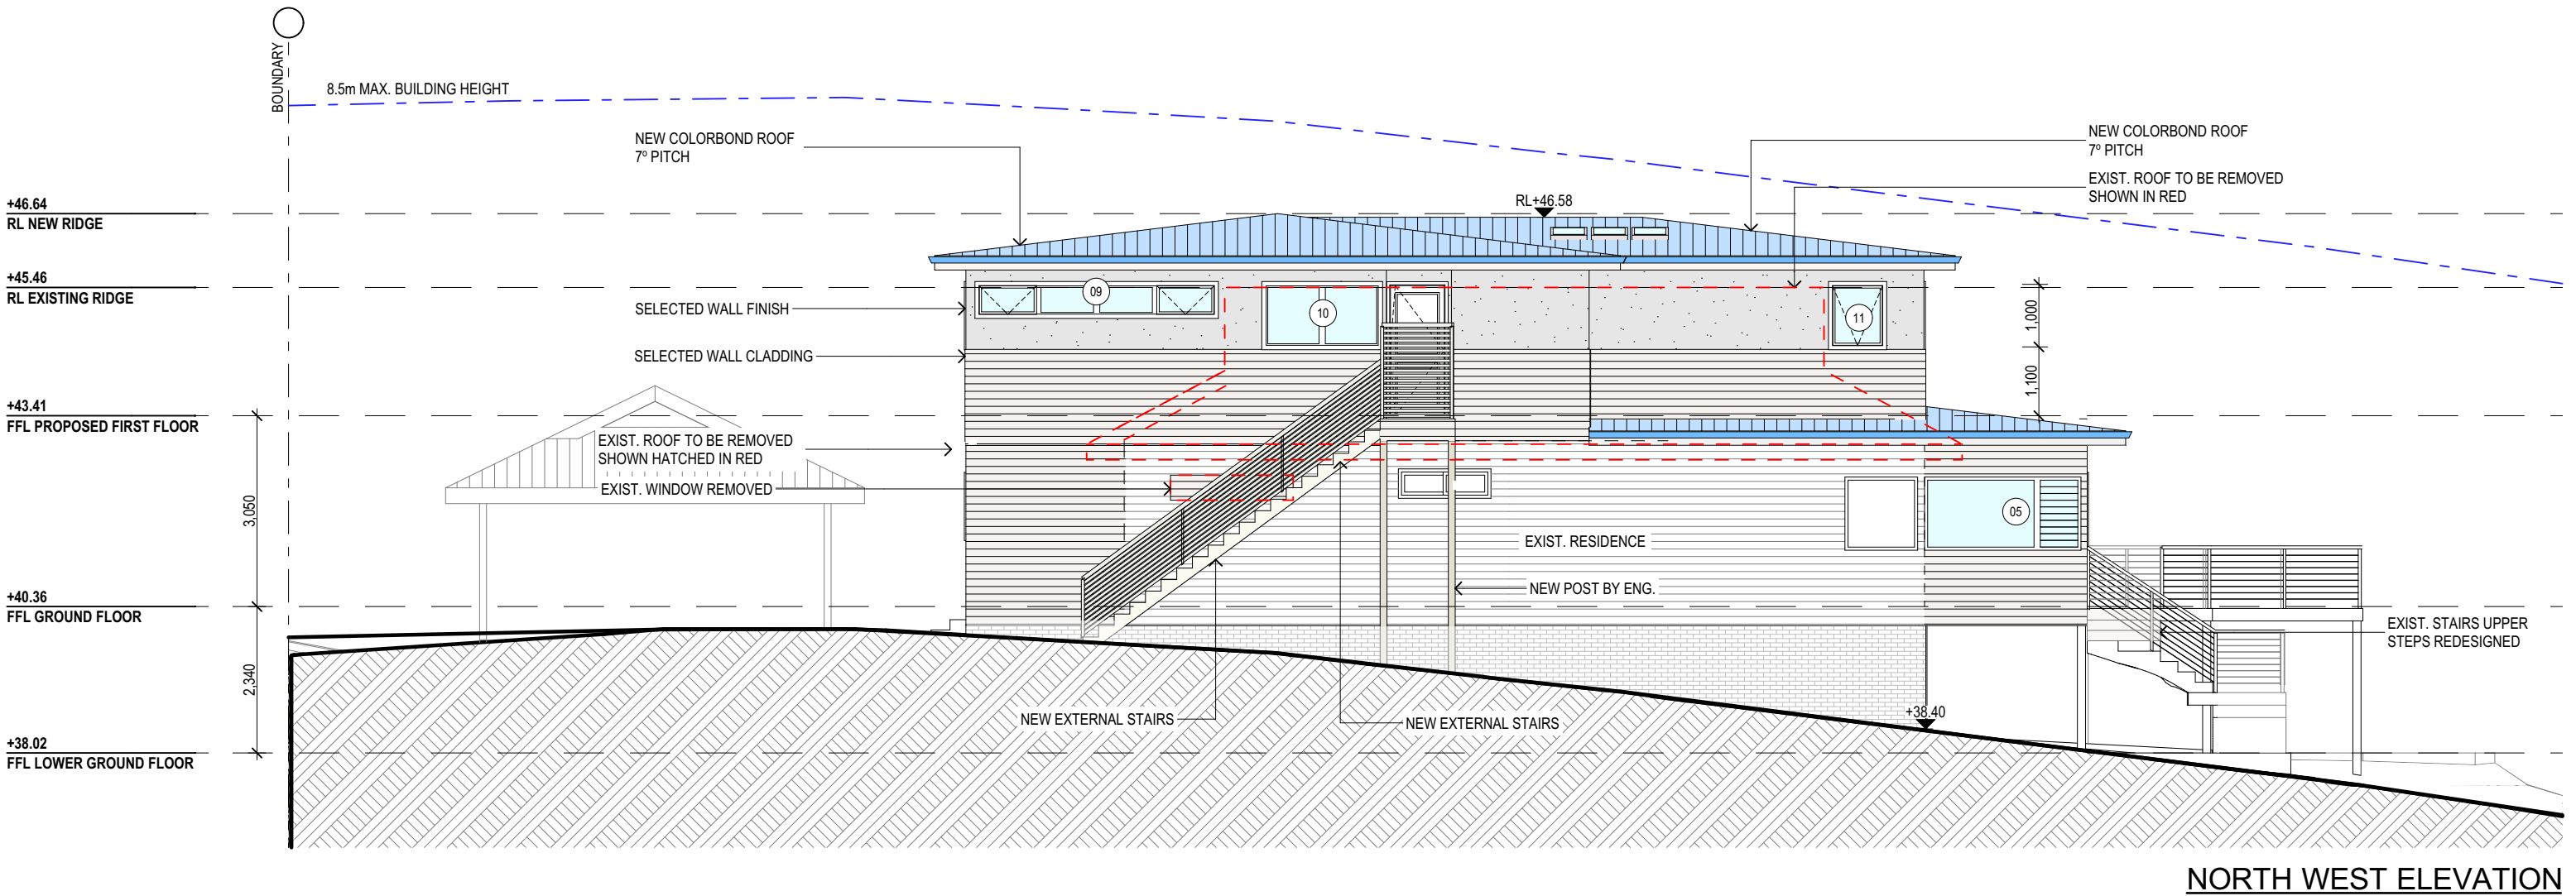 BOUNDARY
8.5m MAX. BUILDING HEIGHT
NEW COLORBOND ROOF
7º PITCH
NEW COLORBOND ROOF
7º PITCH
EXIST. ROOF TO BE REMOVED
SHOWN IN RED
+46.64
RL NEW RIDGE
RL+46.58
+45.46
RL EXISTING RIDGE
09
10
11
SELECTED WALL FINISH
1,000
SELECTED WALL CLADDING
1,100
+43.41
FFL PROPOSED FIRST FLOOR
EXIST. ROOF TO BE REMOVED
SHOWN HATCHED IN RED
EXIST. WINDOW REMOVED
3,050
05
EXIST. RESIDENCE
NEW POST BY ENG.
+40.36
FFL GROUND FLOOR
EXIST. STAIRS UPPER
STEPS REDESIGNED
2,340
NEW EXTERNAL STAIRS
NEW EXTERNAL STAIRS
+38.40
+38.02
FFL LOWER GROUND FLOOR
NORTH WEST ELEVATION